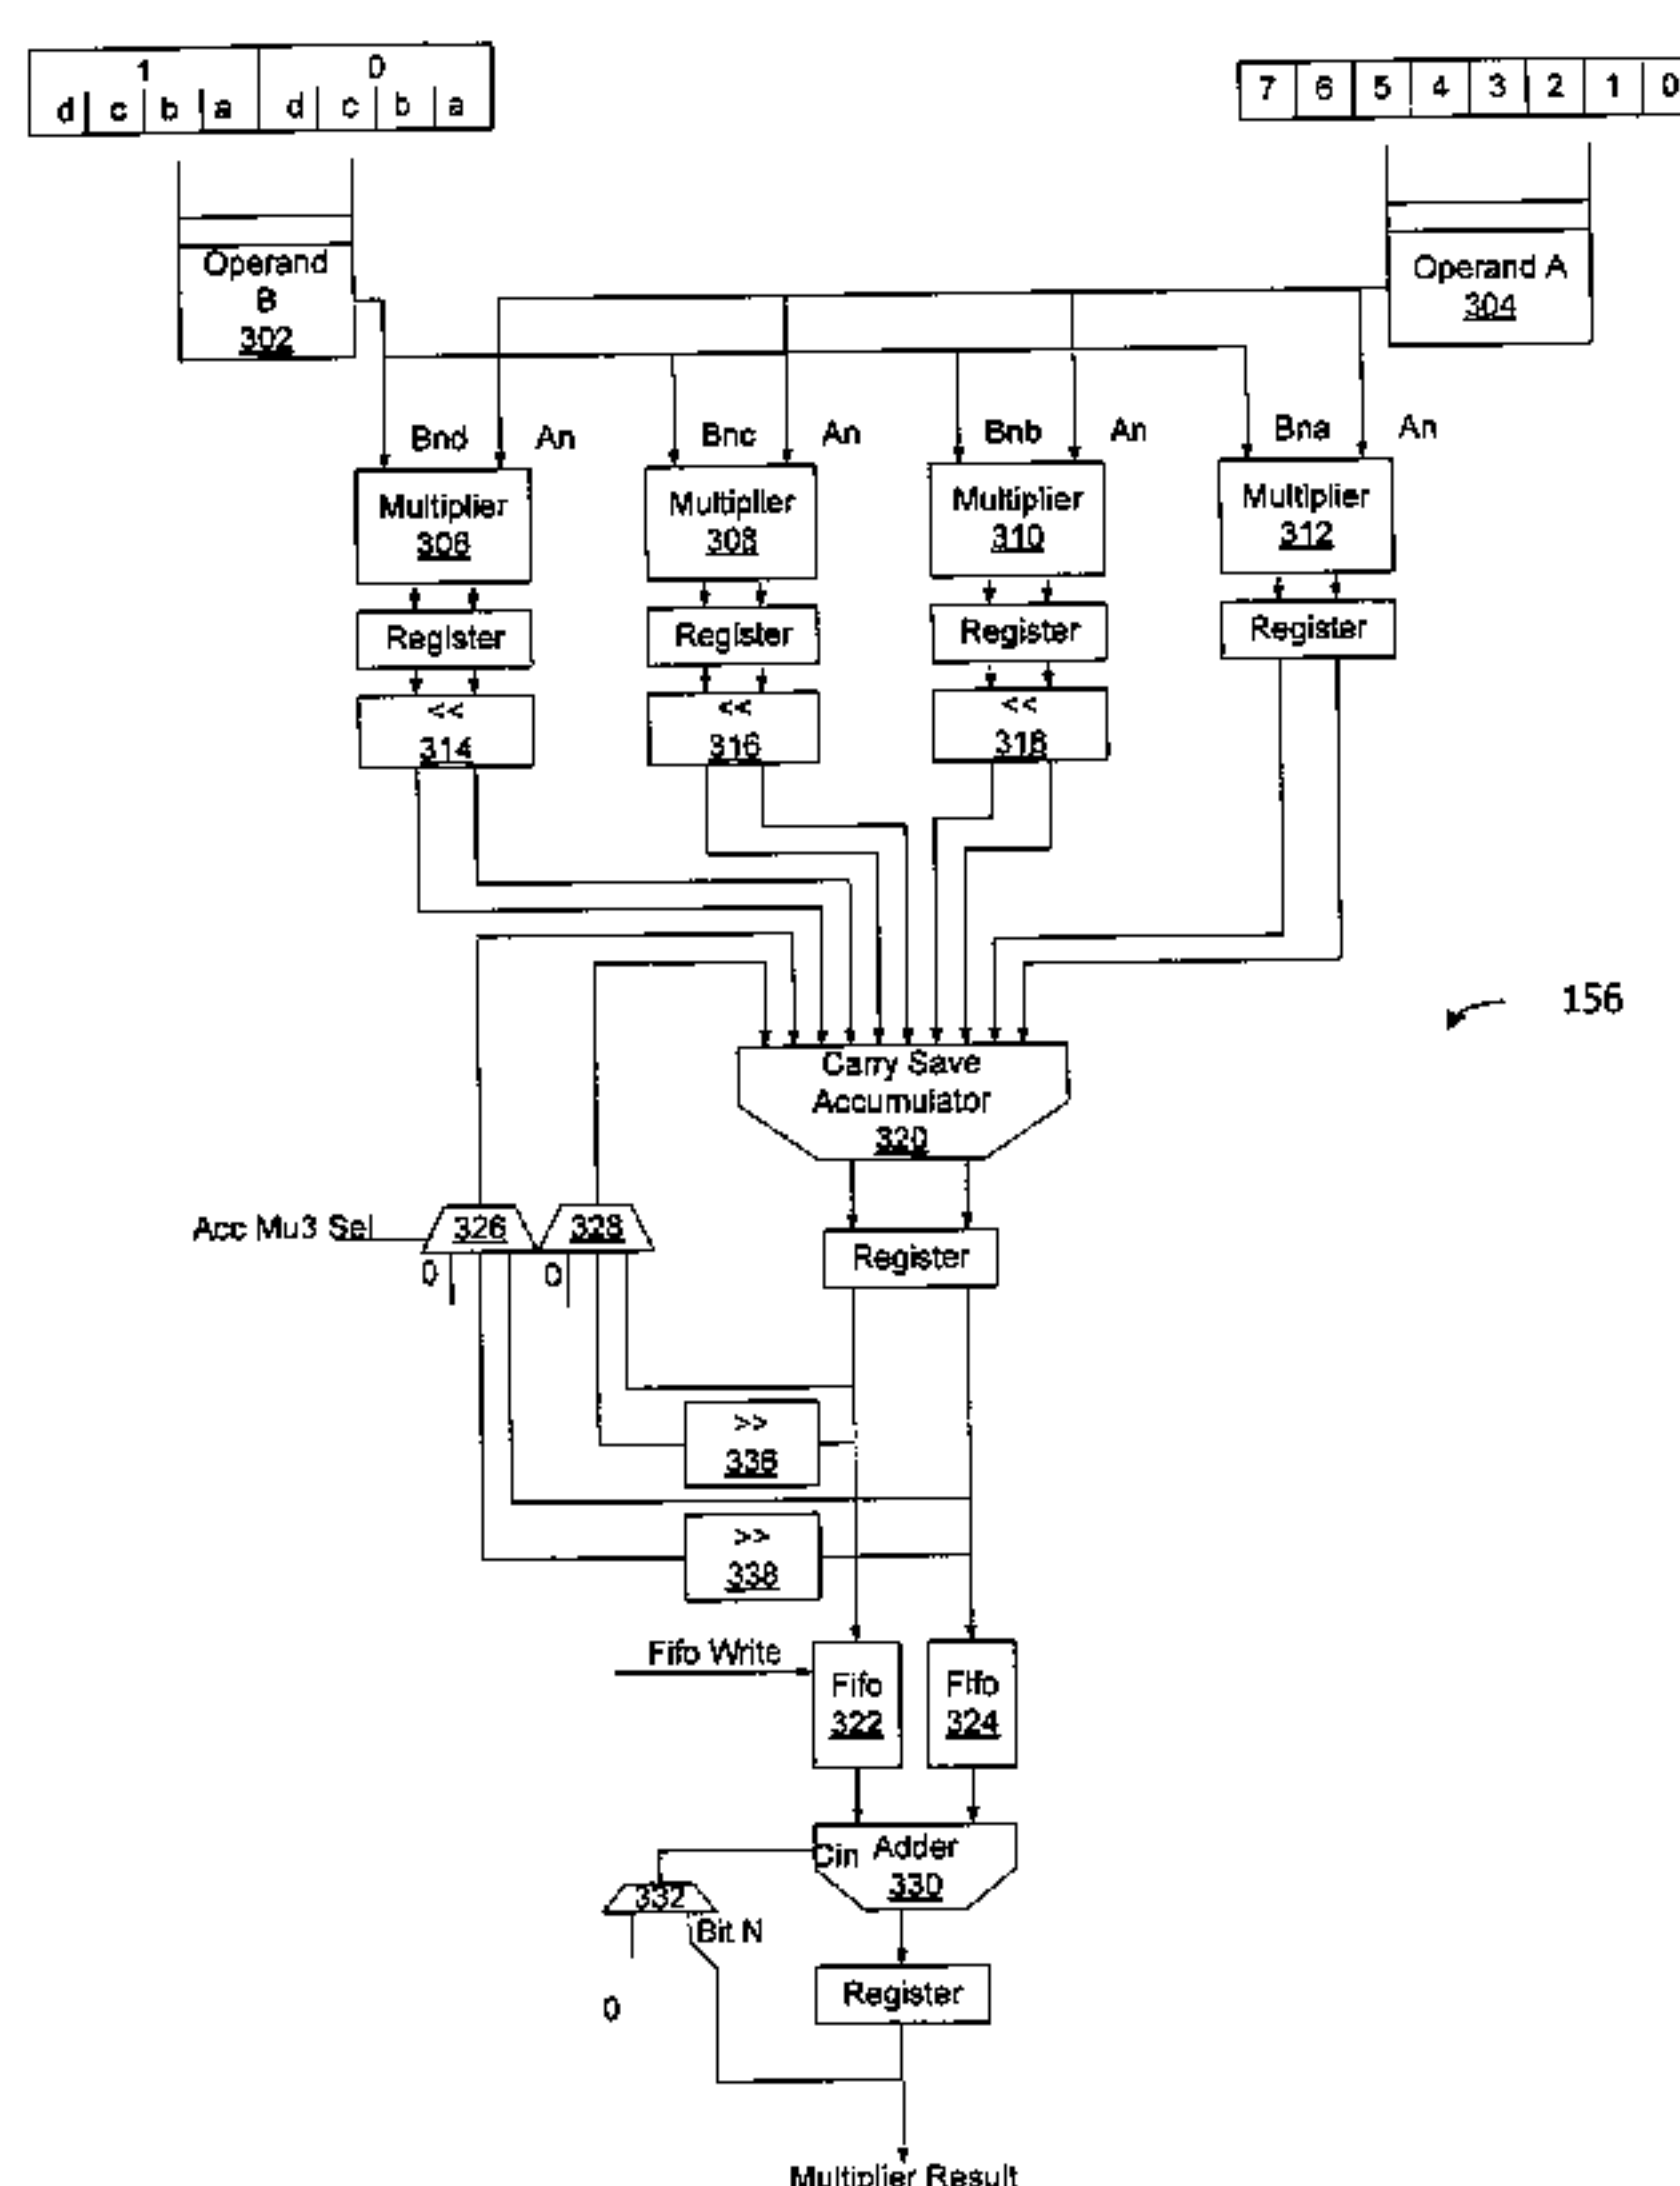 1 0
d c b a d c b a
7 6 5 4 3 2 1 0
Operand
B
302
Operand A
304
Bnd An Bnc An Bnb An Bna An
Multiplier
306
Multiplier
308
Multiplier
310
Multiplier
312
Register
Register
Register
Register
<<
314
<<
316
<<
318
156
Carry Save
Accumulator
320
Acc Mu3 Sel
326
328
0
0
Register
>>
336
>>
338
Fifo Write
Fifo
322
Fifo
324
Cin
Adder
330
332
Bit N
0
Register
Multiplier Result